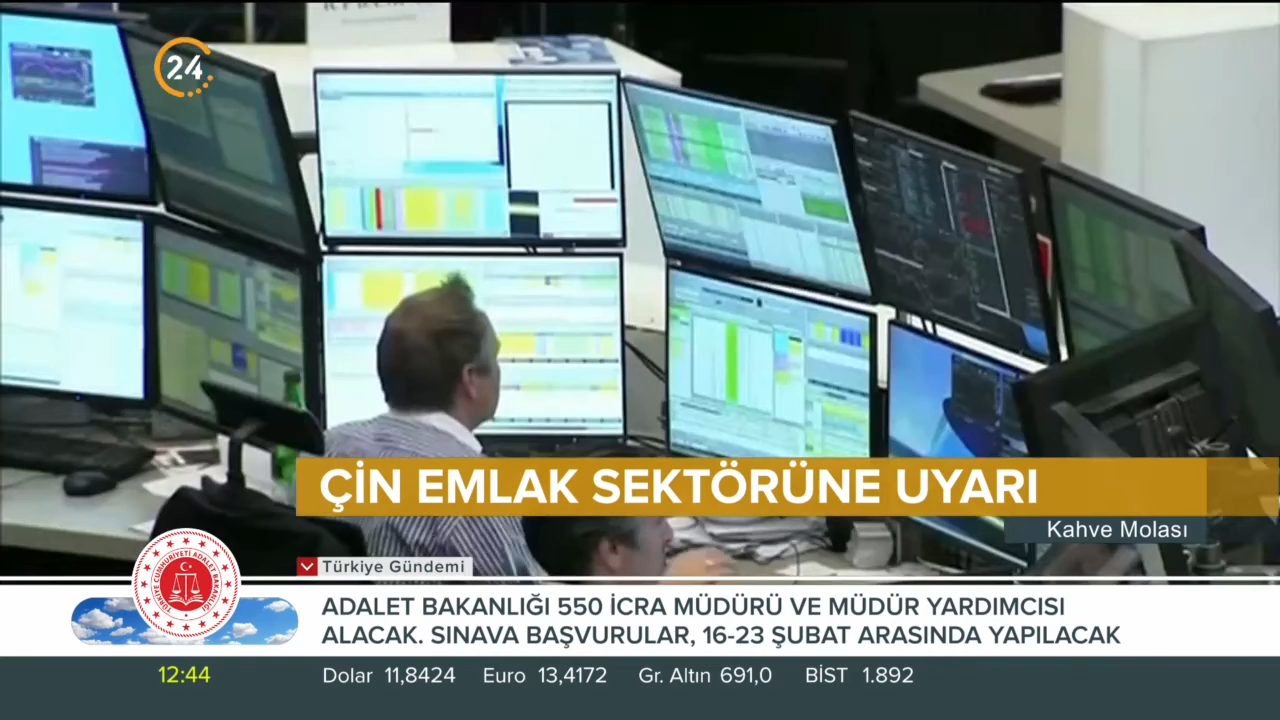 24
ÇİN EMLAK SEKTÖRÜNE UYARI
Kahve Molası
Türkiye Gündemi
ADALET BAKANLIĞI 550 İCRA MÜDÜRÜ VE MÜDÜR YARDIMCISI
ALACAK. SINAVA BAŞVURULAR, 16-23 ŞUBAT ARASINDA YAPILACAK
12:44 Dolar 11,8424 Euro 13,4172 Gr. Altın 691,0 BİST 1.892